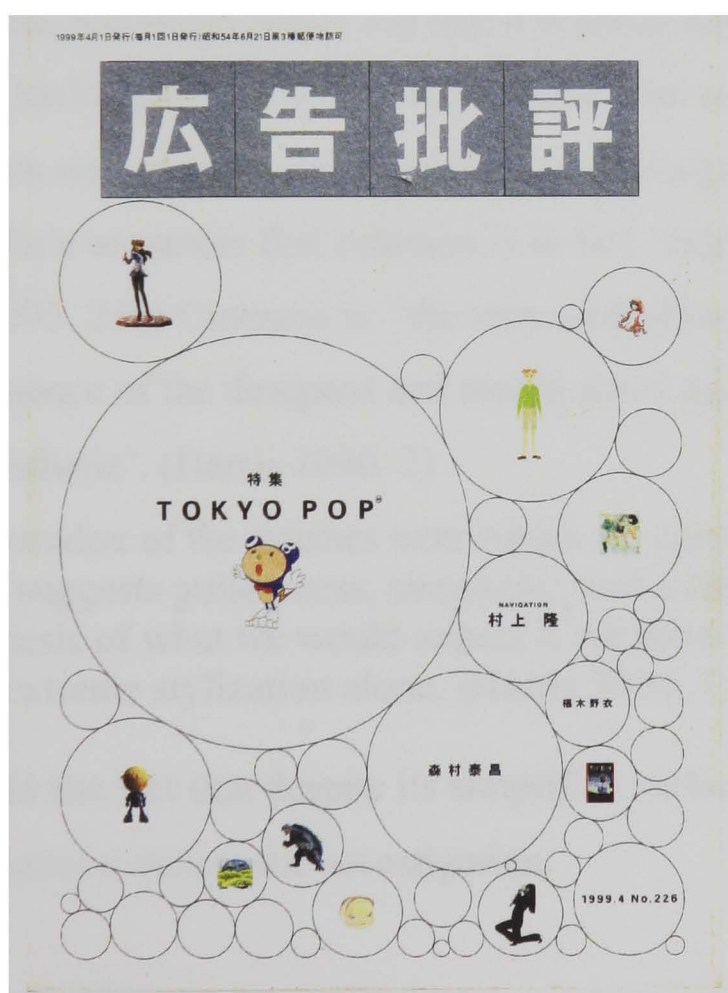 1999年4月1日発行(毎月1回1日発行)昭和54年6月21日第3種郵便物認可
広告批評
特集
TOKYO POP®
NAVIGATION
村上 隆
椹木野衣
森村泰昌
1999.4 No.226